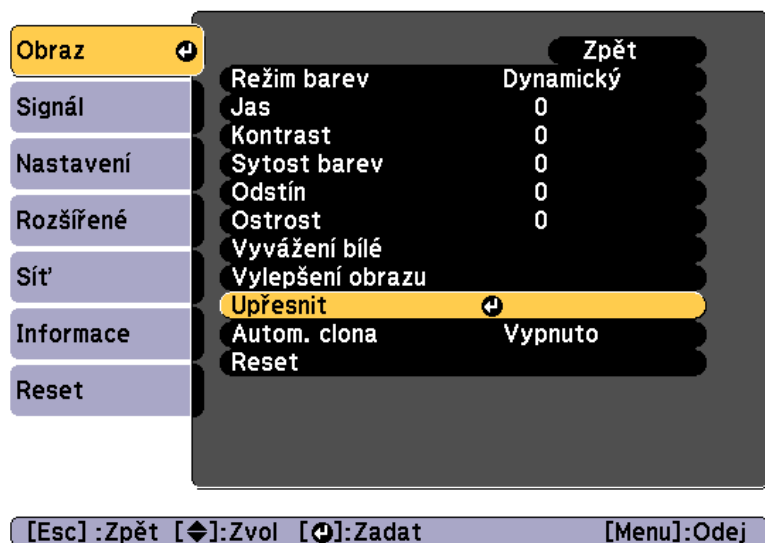 Obraz
Signál
Nastavení
Rozšířené
Síť
Informace
Reset
Zpět
Režim barev Dynamický
Jas 0
Kontrast 0
Sytost barev 0
Odstín 0
Ostrost 0
Vyvážení bílé
Vylepšení obrazu
Upřesnit
Autom. clona Vypnuto
Reset
[Esc] :Zpět [◆]:Zvol [↵]:Zadat [Menu]:Odej